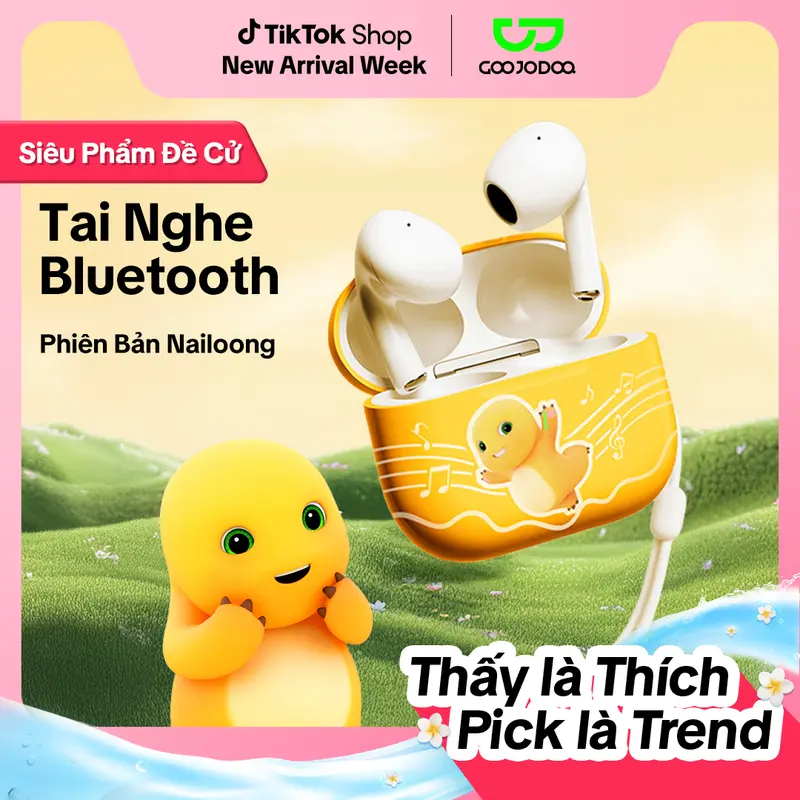 TikTok Shop
New Arrival Week
GOOJODOQ
Siêu Phẩm Đề Cử
Tai Nghe
Bluetooth
Phiên Bản Nailoong
Thấy là Thích
Pick là Trend